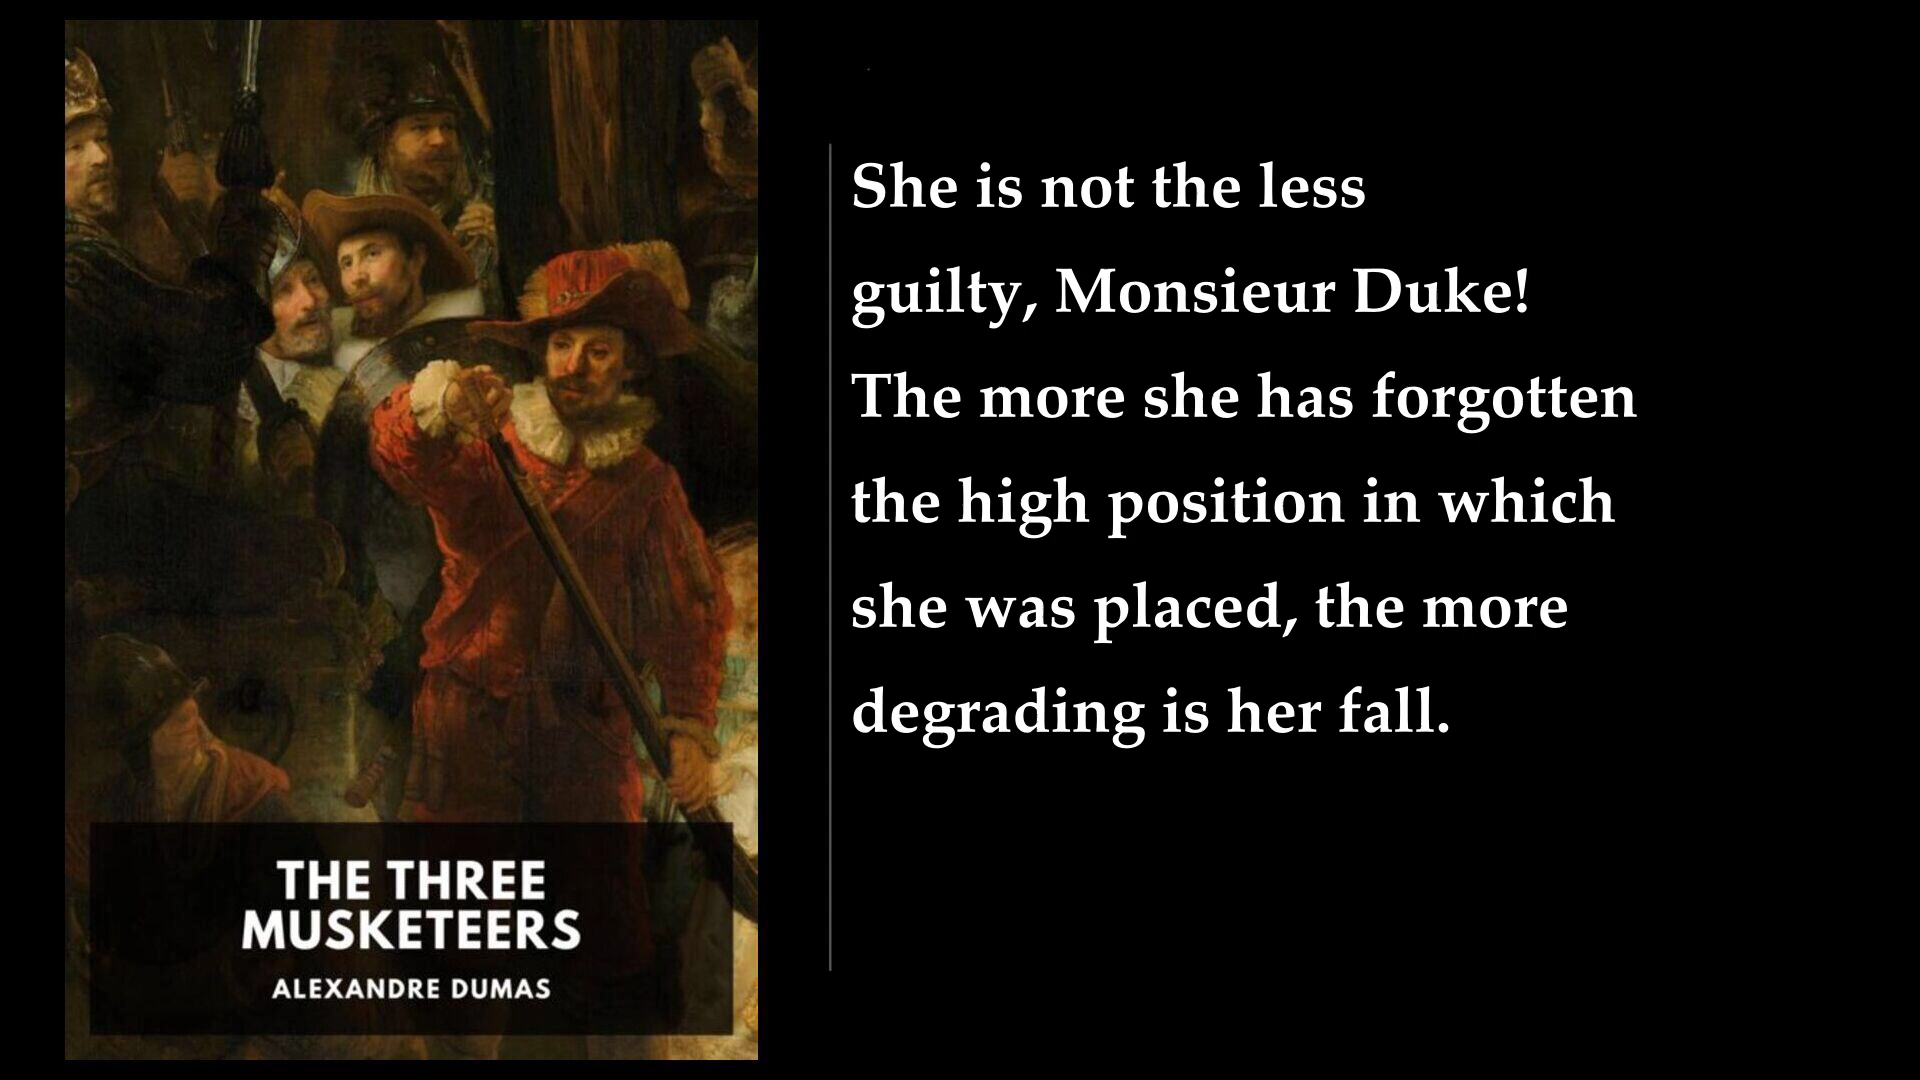 She is not the less
guilty, Monsieur Duke!
The more she has forgotten
the high position in which
she was placed, the more
degrading is her fall.
THE THREE
MUSKETEERS
ALEXANDRE DUMAS